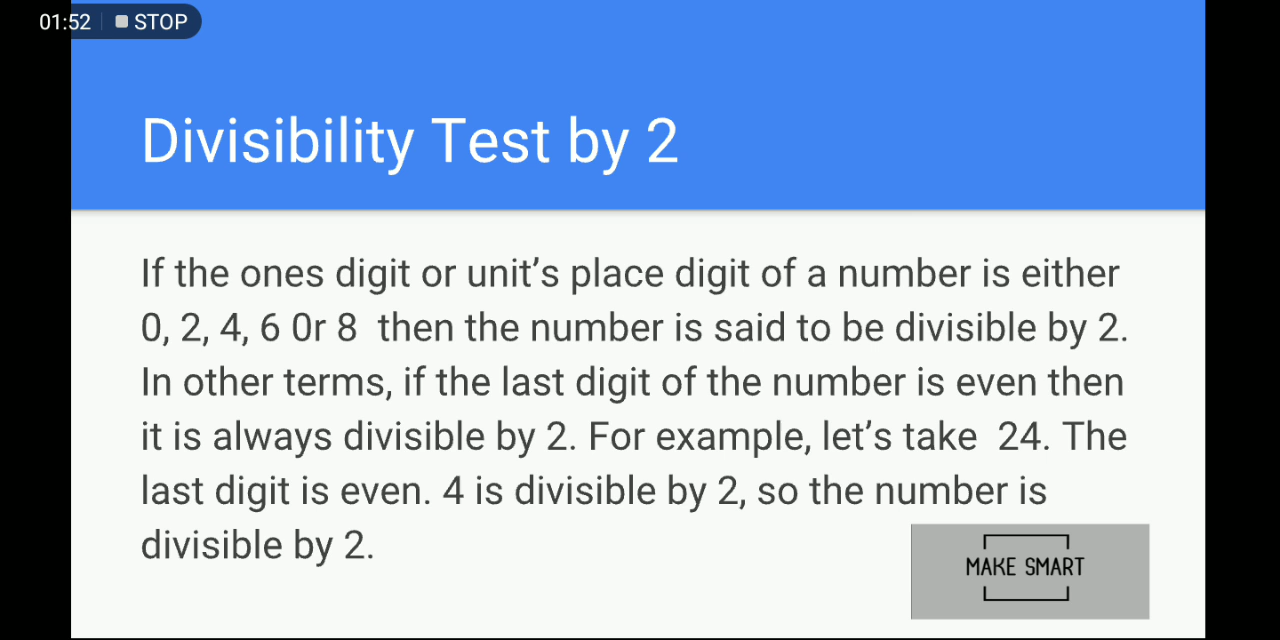 01:52 STOP
Divisibility Test by 2
If the ones digit or unit’s place digit of a number is either
0, 2, 4, 6 0r 8  then the number is said to be divisible by 2.
In other terms, if the last digit of the number is even then
it is always divisible by 2. For example, let’s take  24. The
last digit is even. 4 is divisible by 2, so the number is
divisible by 2.
MAKE SMART